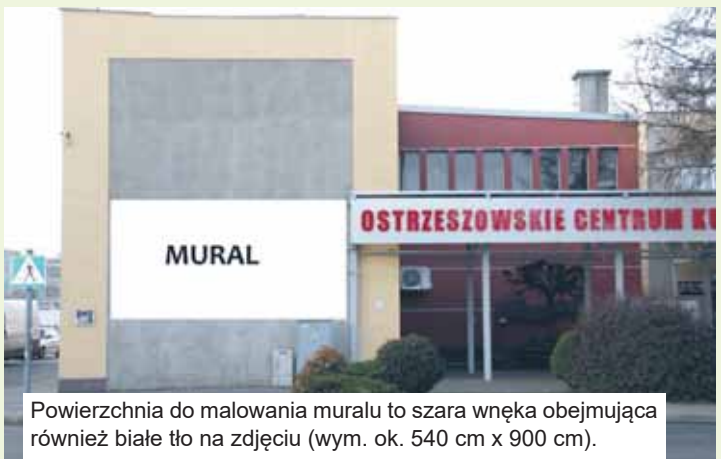 OSTRZESZOWSKIE CENTRUM
MURAL
Powierzchnia do malowania muralu to szara wnęka obejmująca
również białe tło na zdjęciu (wym. ok. 540 cm x 900 cm).